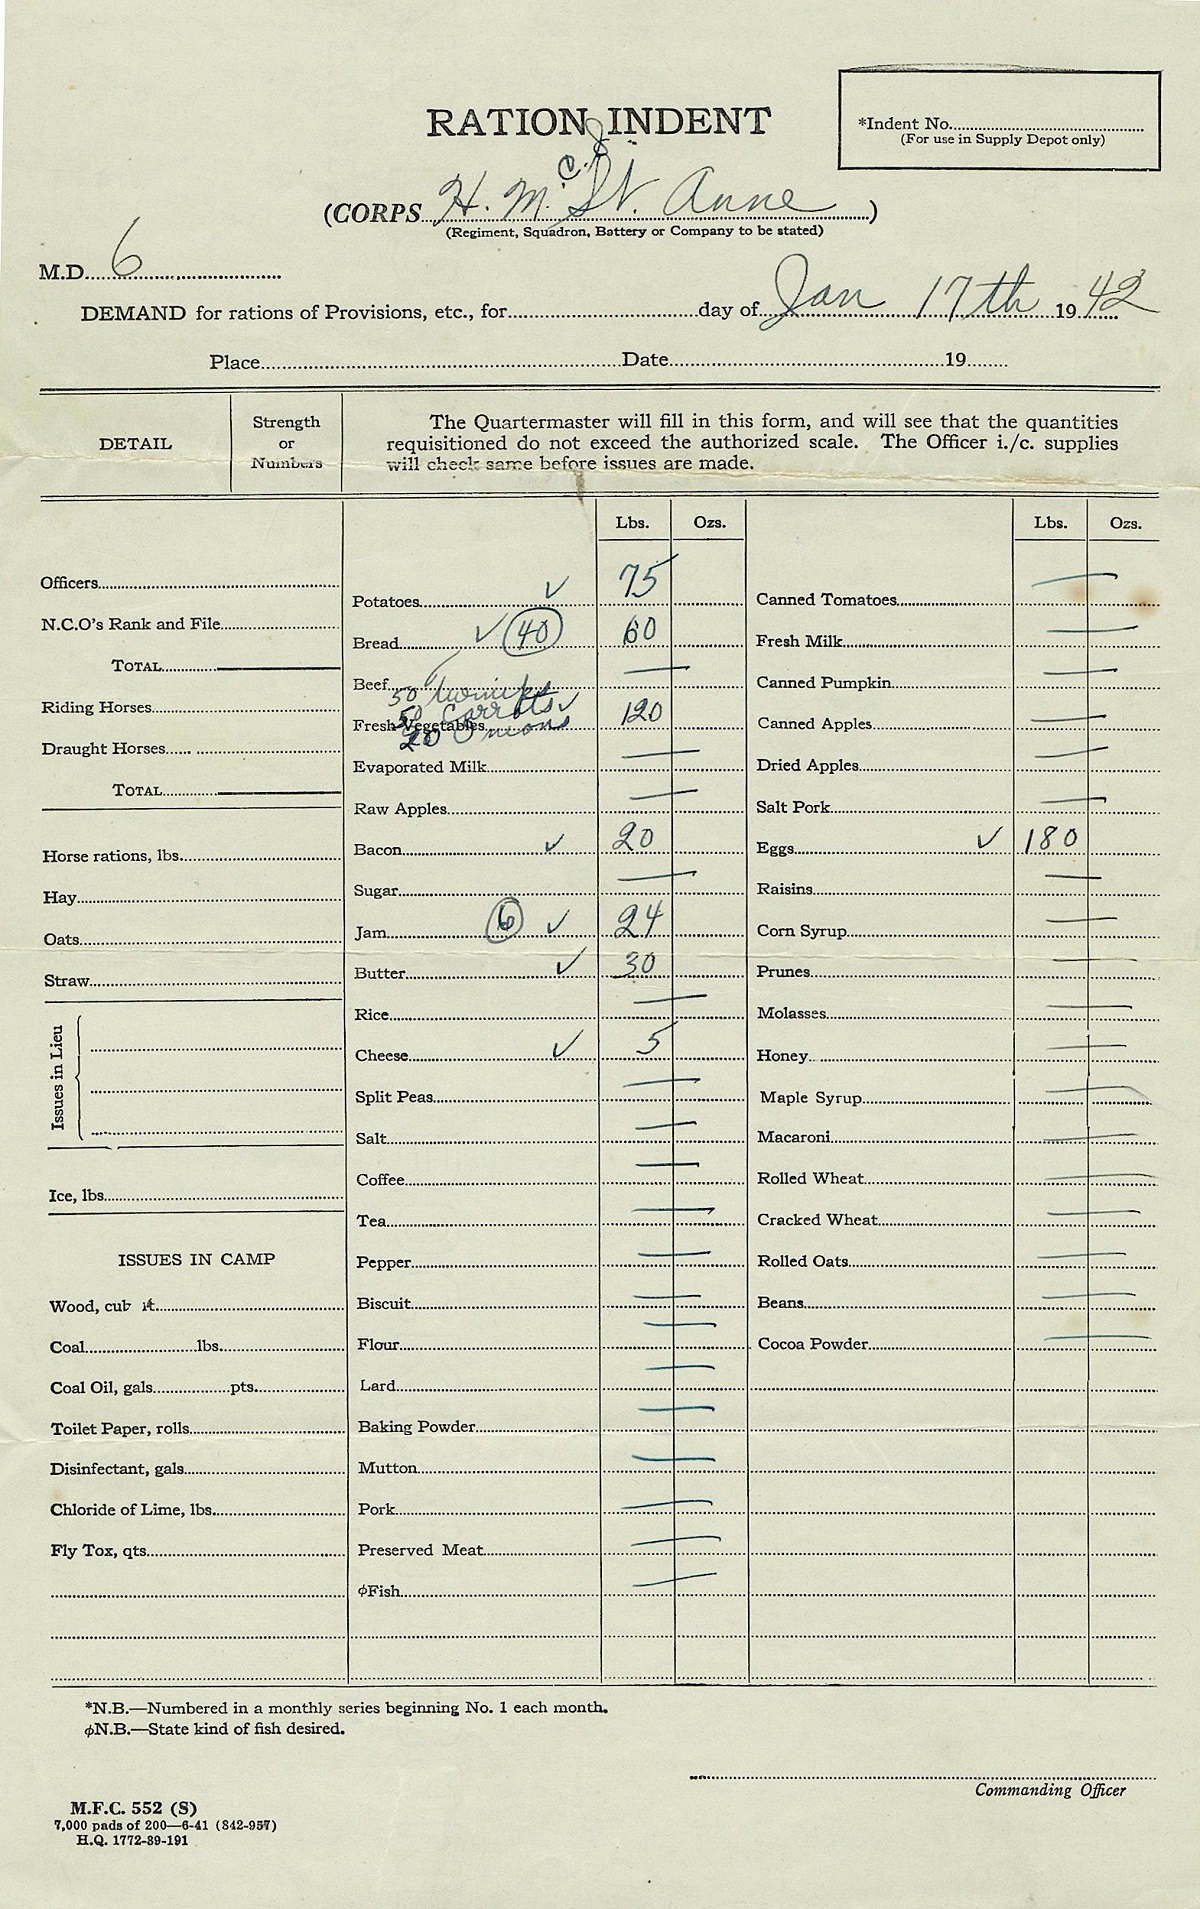 RATION INDENT
*Indent No.
(For use in Supply Depot only)
(CORPS H. M. C. S. St. Anne)
(Regiment, Squadron, Battery or Company to be stated)
M.D. 6
DEMAND for rations of Provisions, etc., for day of Jan 17th 1942
Place Date 19
DETAIL
Strength
or
Numbers
The Quartermaster will fill in this form, and will see that the quantities
requisitioned do not exceed the authorized scale. The Officer i./c. supplies
will check same before issues are made.
Officers
N.C.O's Rank and File
TOTAL
Riding Horses
Draught Horses
TOTAL
Horse rations, lbs.
Hay
Oats
Straw
Issues in Lieu
Ice, lbs.
ISSUES IN CAMP
Wood, cub ft.
Coal lbs.
Coal Oil, gals. pts.
Toilet Paper, rolls
Disinfectant, gals.
Chloride of Lime, lbs.
Fly Tox, qts.
Lbs. Ozs.
Potatoes ✓ 75
Bread ✓ (40) 60
Beef —
50 Turnips
50 Carrots ✓
Fresh Vegetables 120
20 Onions
Evaporated Milk —
Raw Apples —
Bacon ✓ 20
Sugar —
Jam (6) ✓ 24
Butter ✓ 30
Rice —
Cheese ✓ 5
Split Peas —
Salt —
Coffee —
Tea —
Pepper —
Biscuit —
Flour —
Lard —
Baking Powder —
Mutton —
Pork —
Preserved Meat —
φFish —
Lbs. Ozs.
Canned Tomatoes —
Fresh Milk —
Canned Pumpkin —
Canned Apples —
Dried Apples —
Salt Pork —
Eggs ✓ 180
Raisins —
Corn Syrup —
Prunes —
Molasses —
Honey —
Maple Syrup —
Macaroni —
Rolled Wheat —
Cracked Wheat —
Rolled Oats —
Beans —
Cocoa Powder —
*N.B.—Numbered in a monthly series beginning No. 1 each month.
φN.B.—State kind of fish desired.
Commanding Officer
M.F.C. 552 (S)
7,000 pads of 200—6-41 (842-957)
H.Q. 1772-39-191